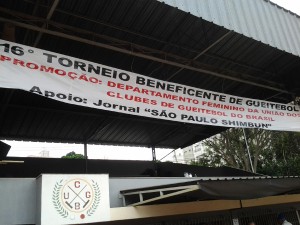 16° TORNEIO BENEFICENTE DE GUEITEBOL
PROMOÇÃO: DEPARTAMENTO FEMININO DA UNIÃO DOS
CLUBES DE GUEITEBOL DO BRASIL
Apoio: Jornal "SÃO PAULO SHIMBUN"
U C G B